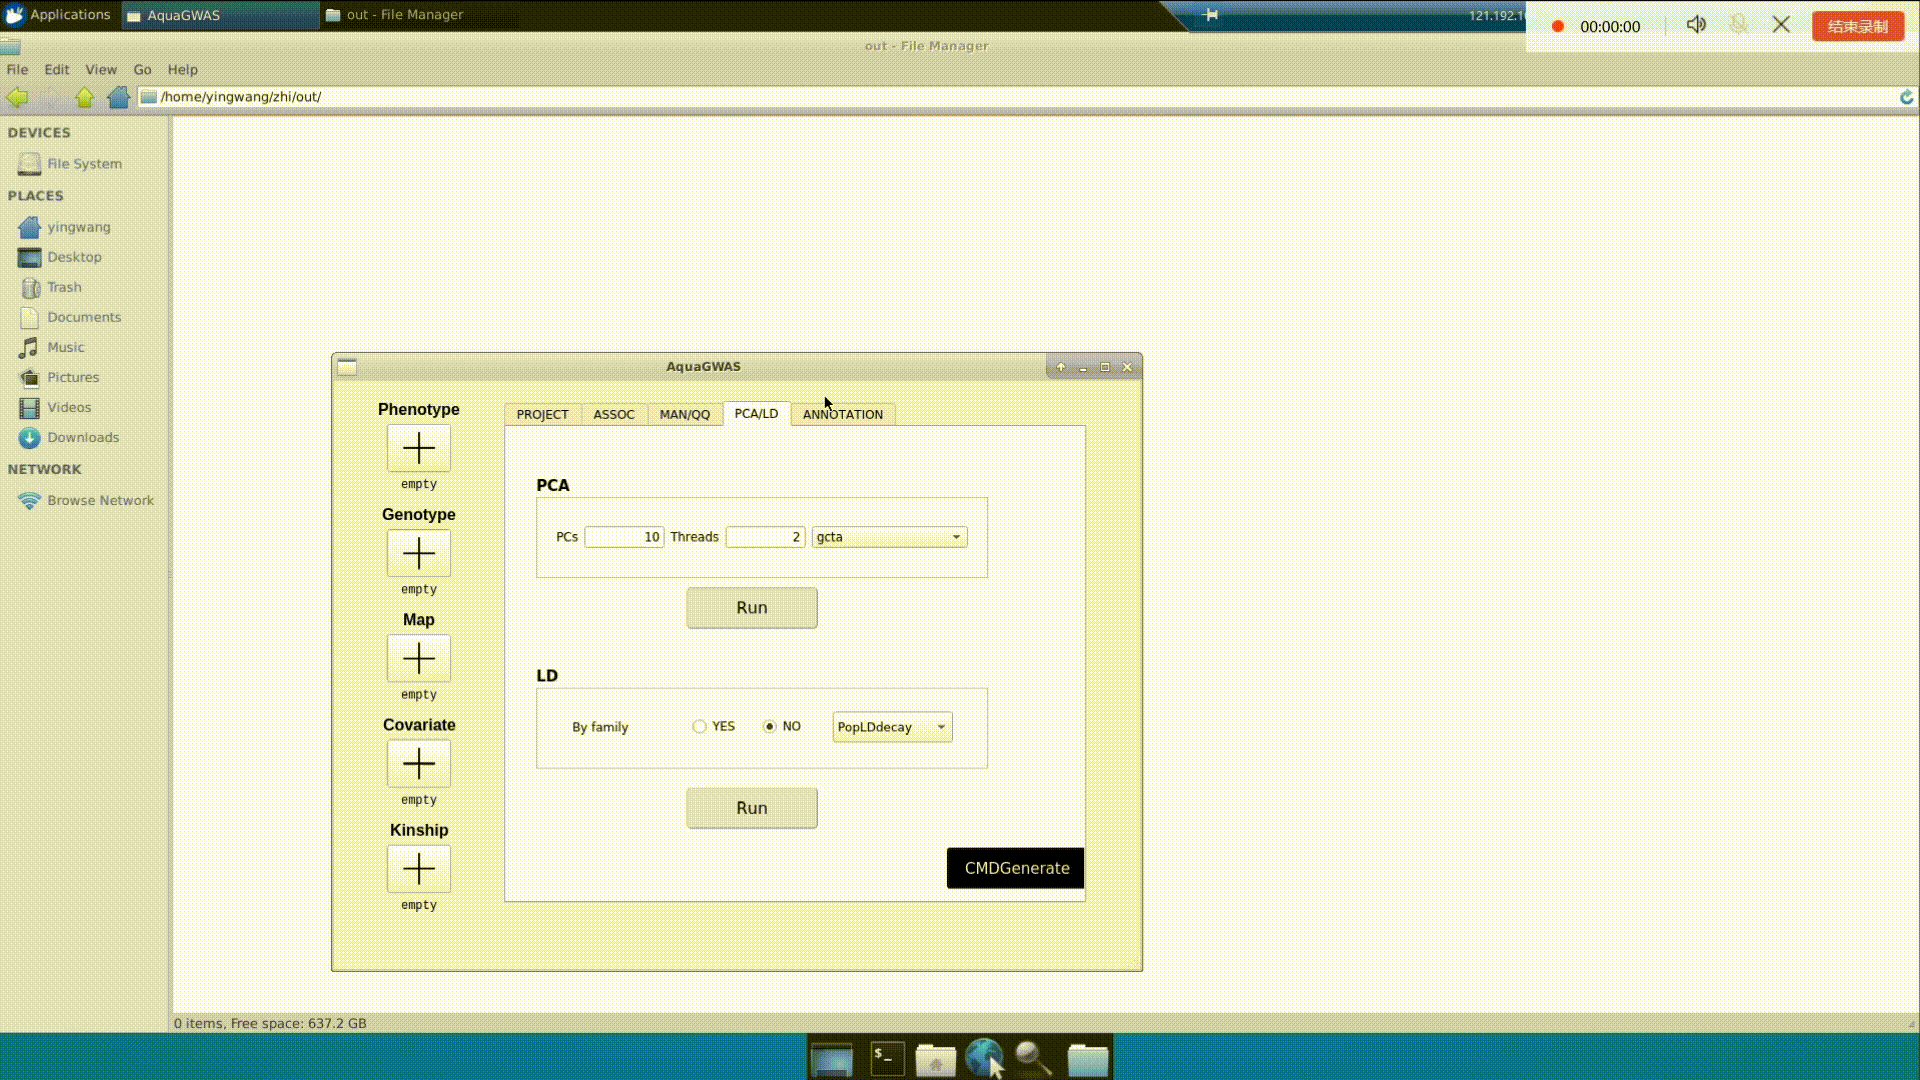 Applications
AquaGWAS
out - File Manager
121.192.1
00:00:00
结束录制
out - File Manager
File Edit View Go Help
/home/yingwang/zhi/out/
DEVICES
File System
PLACES
yingwang
Desktop
Trash
Documents
Music
Pictures
Videos
Downloads
NETWORK
Browse Network
AquaGWAS
Phenotype
empty
Genotype
empty
Map
empty
Covariate
empty
Kinship
empty
PROJECT ASSOC MAN/QQ PCA/LD ANNOTATION
PCA
PCs 10 Threads 2 gcta
Run
LD
By family YES NO PopLDdecay
Run
CMDGenerate
0 items, Free space: 637.2 GB
$_